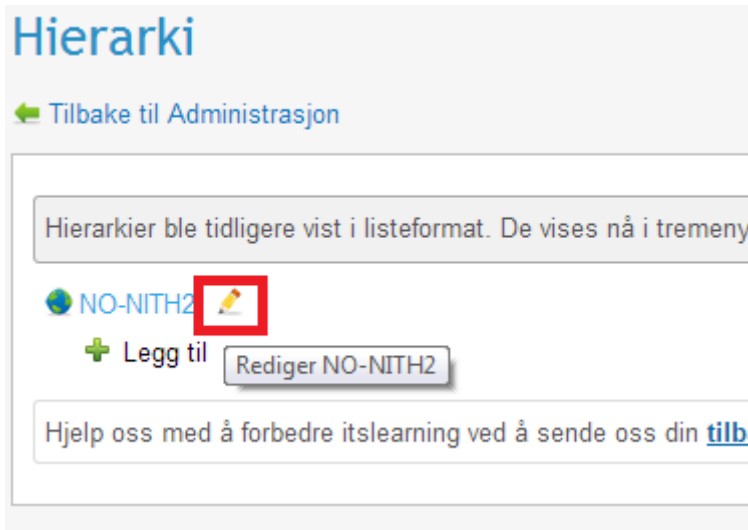 Hierarki
Tilbake til Administrasjon
Hierarkier ble tidligere vist i listeformat. De vises nå i tremeny
NO-NITH2
Legg til
Rediger NO-NITH2
Hjelp oss med å forbedre itslearning ved å sende oss din tilb